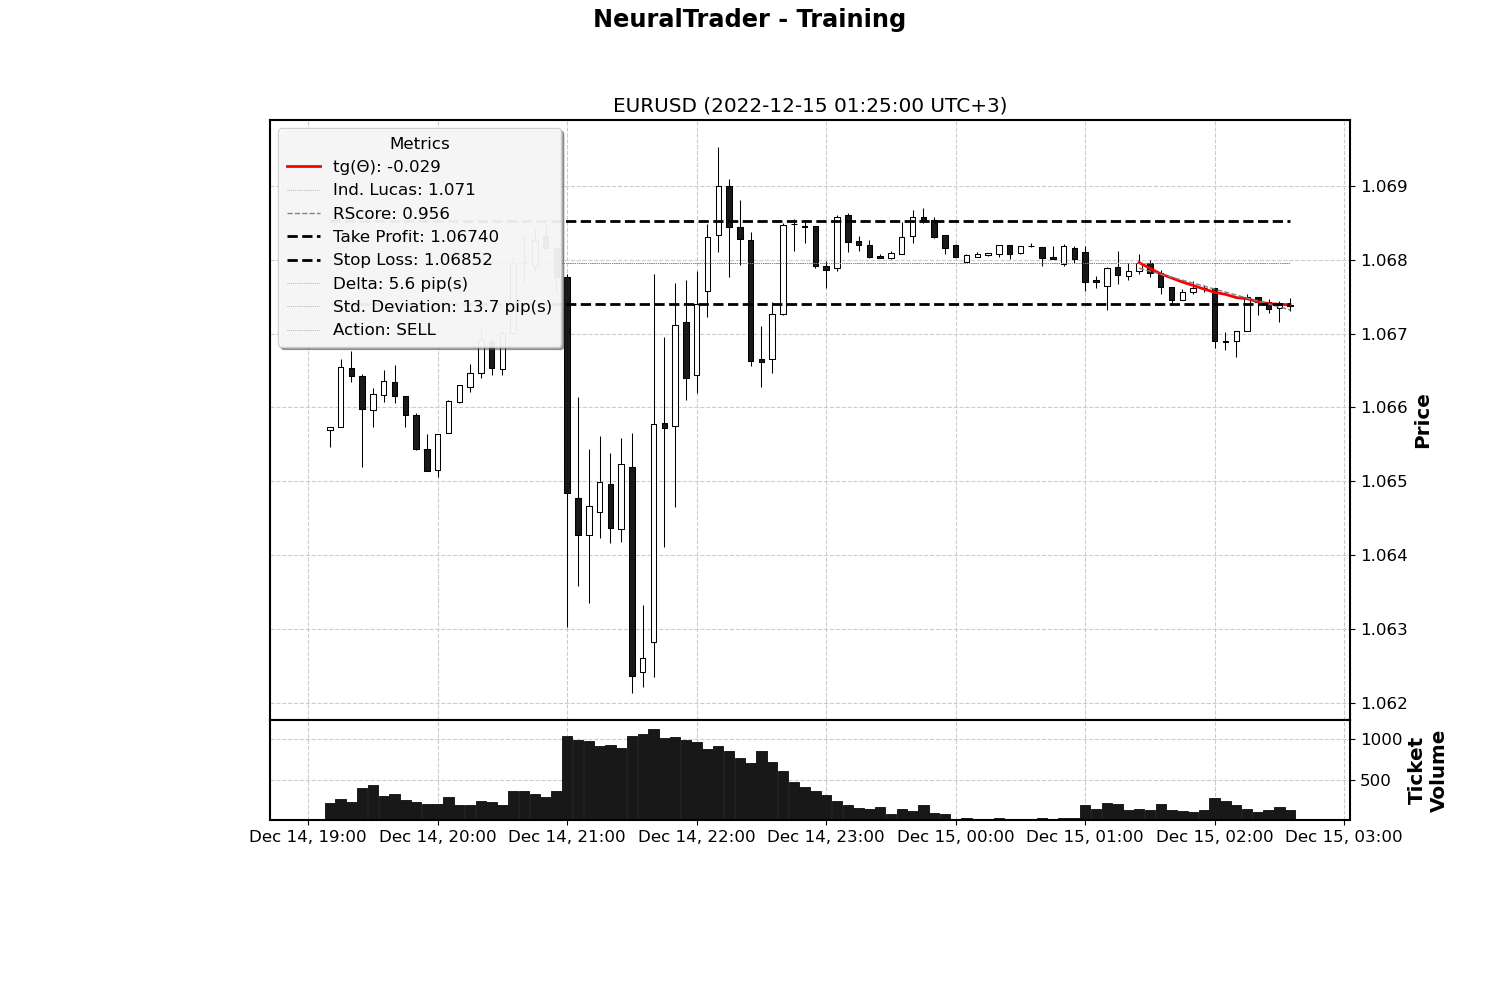 NeuralTrader - Training
EURUSD (2022-12-15 01:25:00 UTC+3)
Metrics
tg(Θ): -0.029
Ind. Lucas: 1.071
RScore: 0.956
Take Profit: 1.06740
Stop Loss: 1.06852
Delta: 5.6 pip(s)
Std. Deviation: 13.7 pip(s)
Action: SELL
1.069
1.068
1.067
1.066
1.065
1.064
1.063
1.062
Price
1000
500
Ticket
Volume
Dec 14, 19:00
Dec 14, 20:00
Dec 14, 21:00
Dec 14, 22:00
Dec 14, 23:00
Dec 15, 00:00
Dec 15, 01:00
Dec 15, 02:00
Dec 15, 03:00